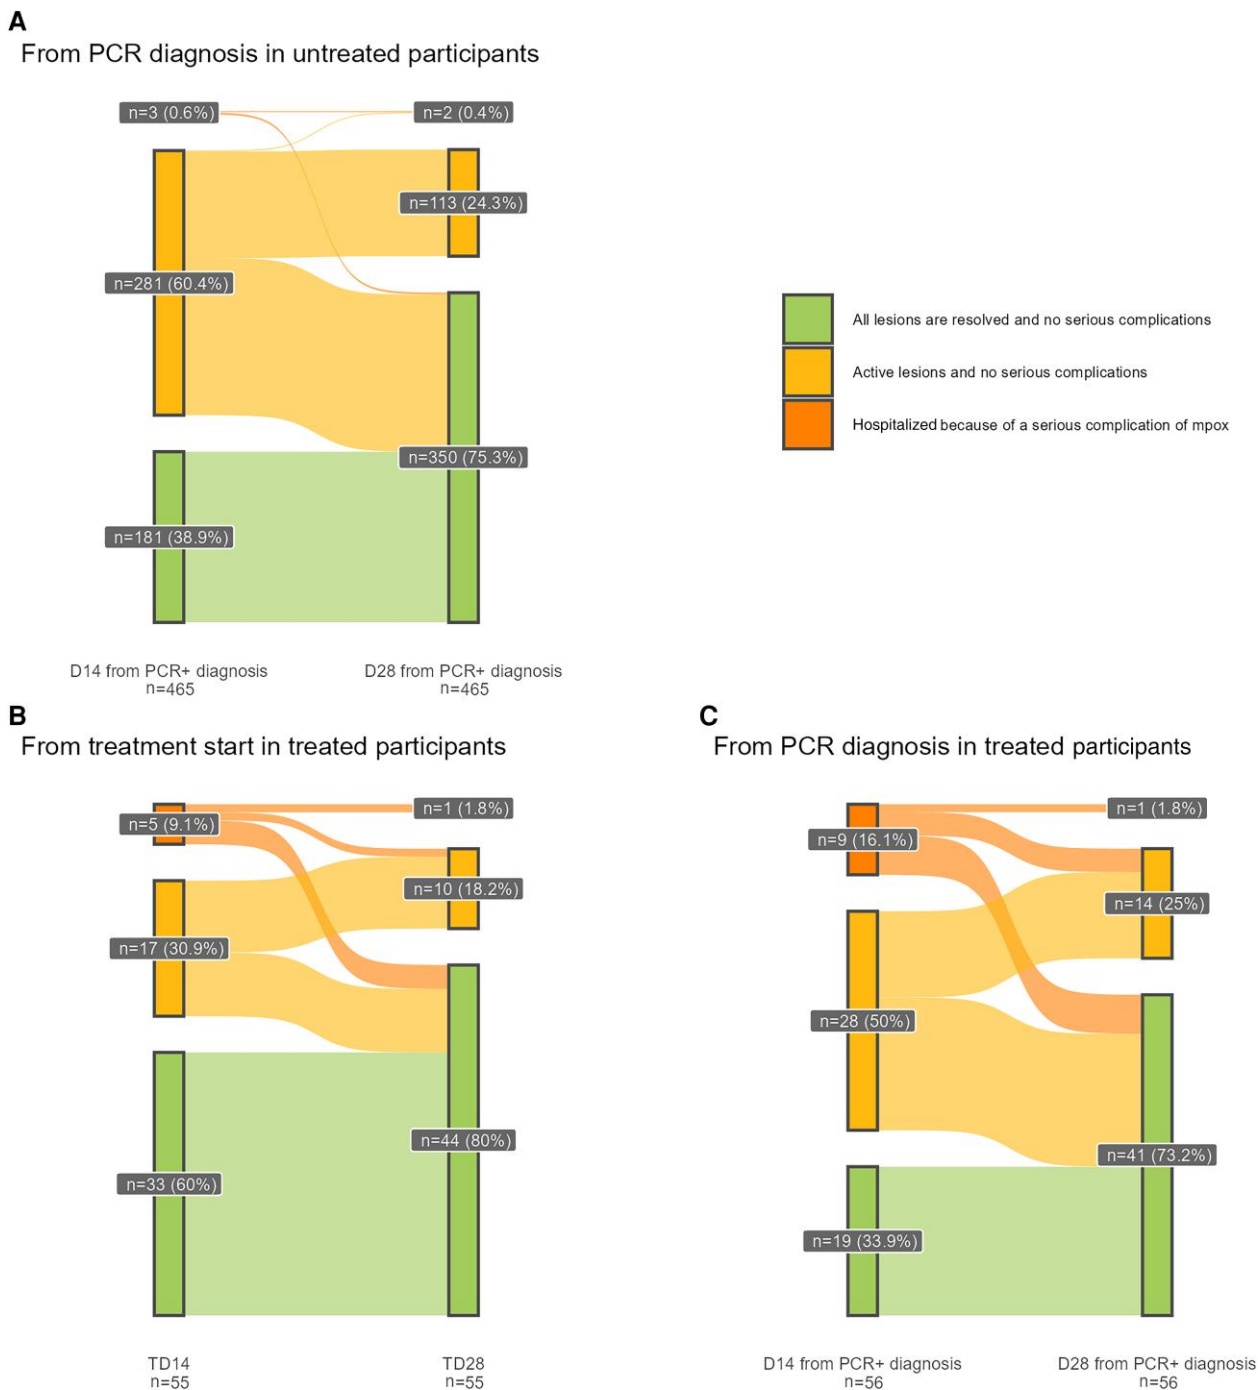 A
From PCR diagnosis in untreated participants
n=3 (0.6%)
n=2 (0.4%)
n=113 (24.3%)
n=281 (60.4%)
n=350 (75.3%)
n=181 (38.9%)
D14 from PCR+ diagnosis
n=465
D28 from PCR+ diagnosis
n=465
All lesions are resolved and no serious complications
Active lesions and no serious complications
Hospitalized because of a serious complication of mpox
B
From treatment start in treated participants
n=1 (1.8%)
n=5 (9.1%)
n=10 (18.2%)
n=17 (30.9%)
n=44 (80%)
n=33 (60%)
TD14
n=55
TD28
n=55
C
From PCR diagnosis in treated participants
n=1 (1.8%)
n=9 (16.1%)
n=14 (25%)
n=28 (50%)
n=41 (73.2%)
n=19 (33.9%)
D14 from PCR+ diagnosis
n=56
D28 from PCR+ diagnosis
n=56